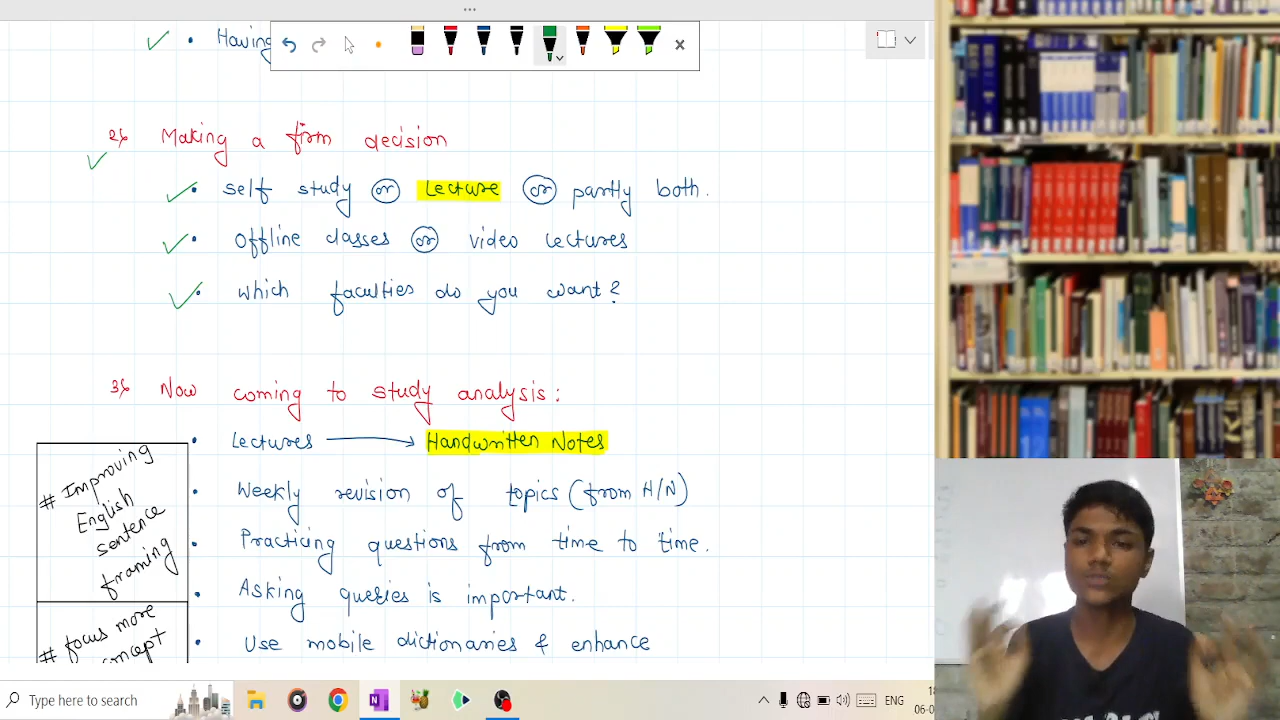 ...
• Having
2) Making a firm decision
• self study or Lecture or partly both.
• Offline classes or video lectures
• which faculties do you want?
3) Now coming to study analysis:
• Lectures → Handwritten Notes
• Weekly revision of topics (from H/N)
• Practicing questions from time to time.
• Asking queries is important.
• Use mobile dictionaries & enhance
# Improving
English
sentence
framing
# focus more
concept
Type here to search
ENG